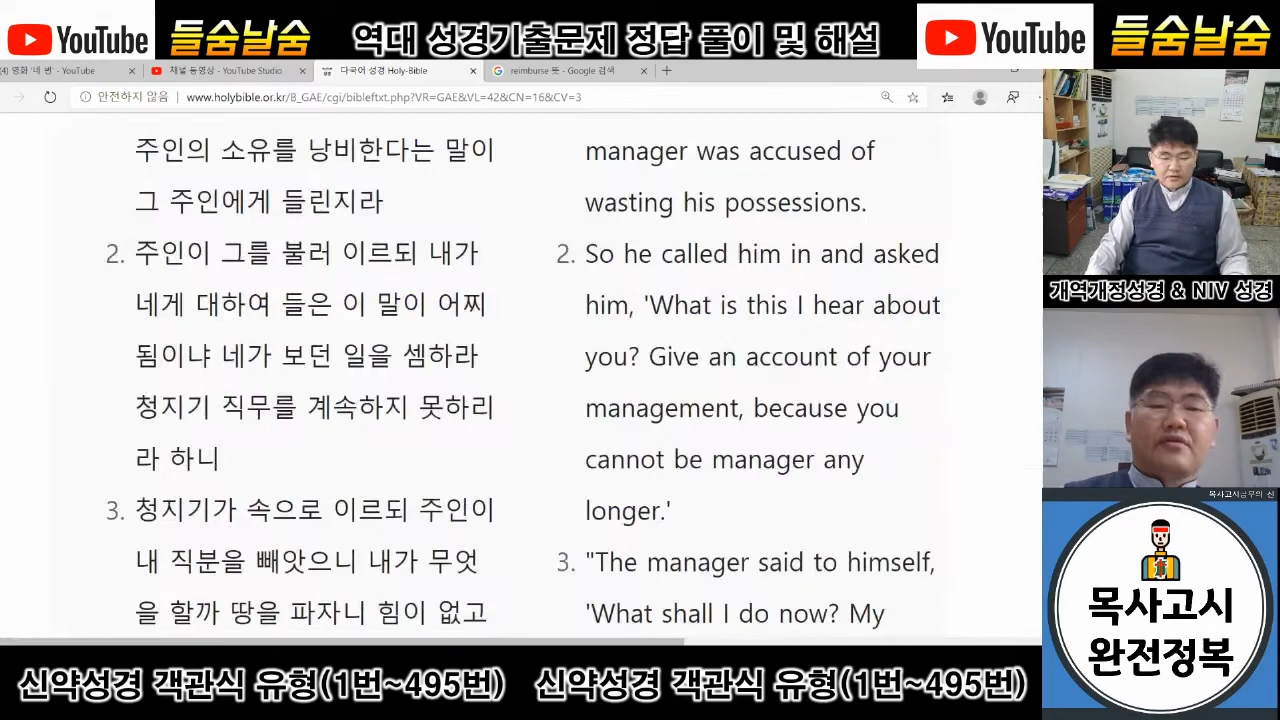 YouTube 들숨날숨 역대 성경기출문제 정답 풀이 및 해설 YouTube 들숨날숨
영화 '네 변' - YouTube
채널 동영상 - YouTube Studio
다국어 성경 Holy-Bible
reimburse 뜻 - Google 검색
안전하지 않음 | www.holybible.or.kr/B_GAE/cgi/bibleftxt.php?VR=GAE&VL=42&CN=16&CV=3
주인의 소유를 낭비한다는 말이
그 주인에게 들린지라
2. 주인이 그를 불러 이르되 내가
네게 대하여 들은 이 말이 어찌
됨이냐 네가 보던 일을 셈하라
청지기 직무를 계속하지 못하리
라 하니
3. 청지기가 속으로 이르되 주인이
내 직분을 빼앗으니 내가 무엇
을 할까 땅을 파자니 힘이 없고
manager was accused of
wasting his possessions.
2. So he called him in and asked
him, 'What is this I hear about
you? Give an account of your
management, because you
cannot be manager any
longer.'
3. "The manager said to himself,
'What shall I do now? My
개역개정성경 & NIV 성경
목사고시공부의 신
목사고시
완전정복
신약성경 객관식 유형(1번~495번) 신약성경 객관식 유형(1번~495번)